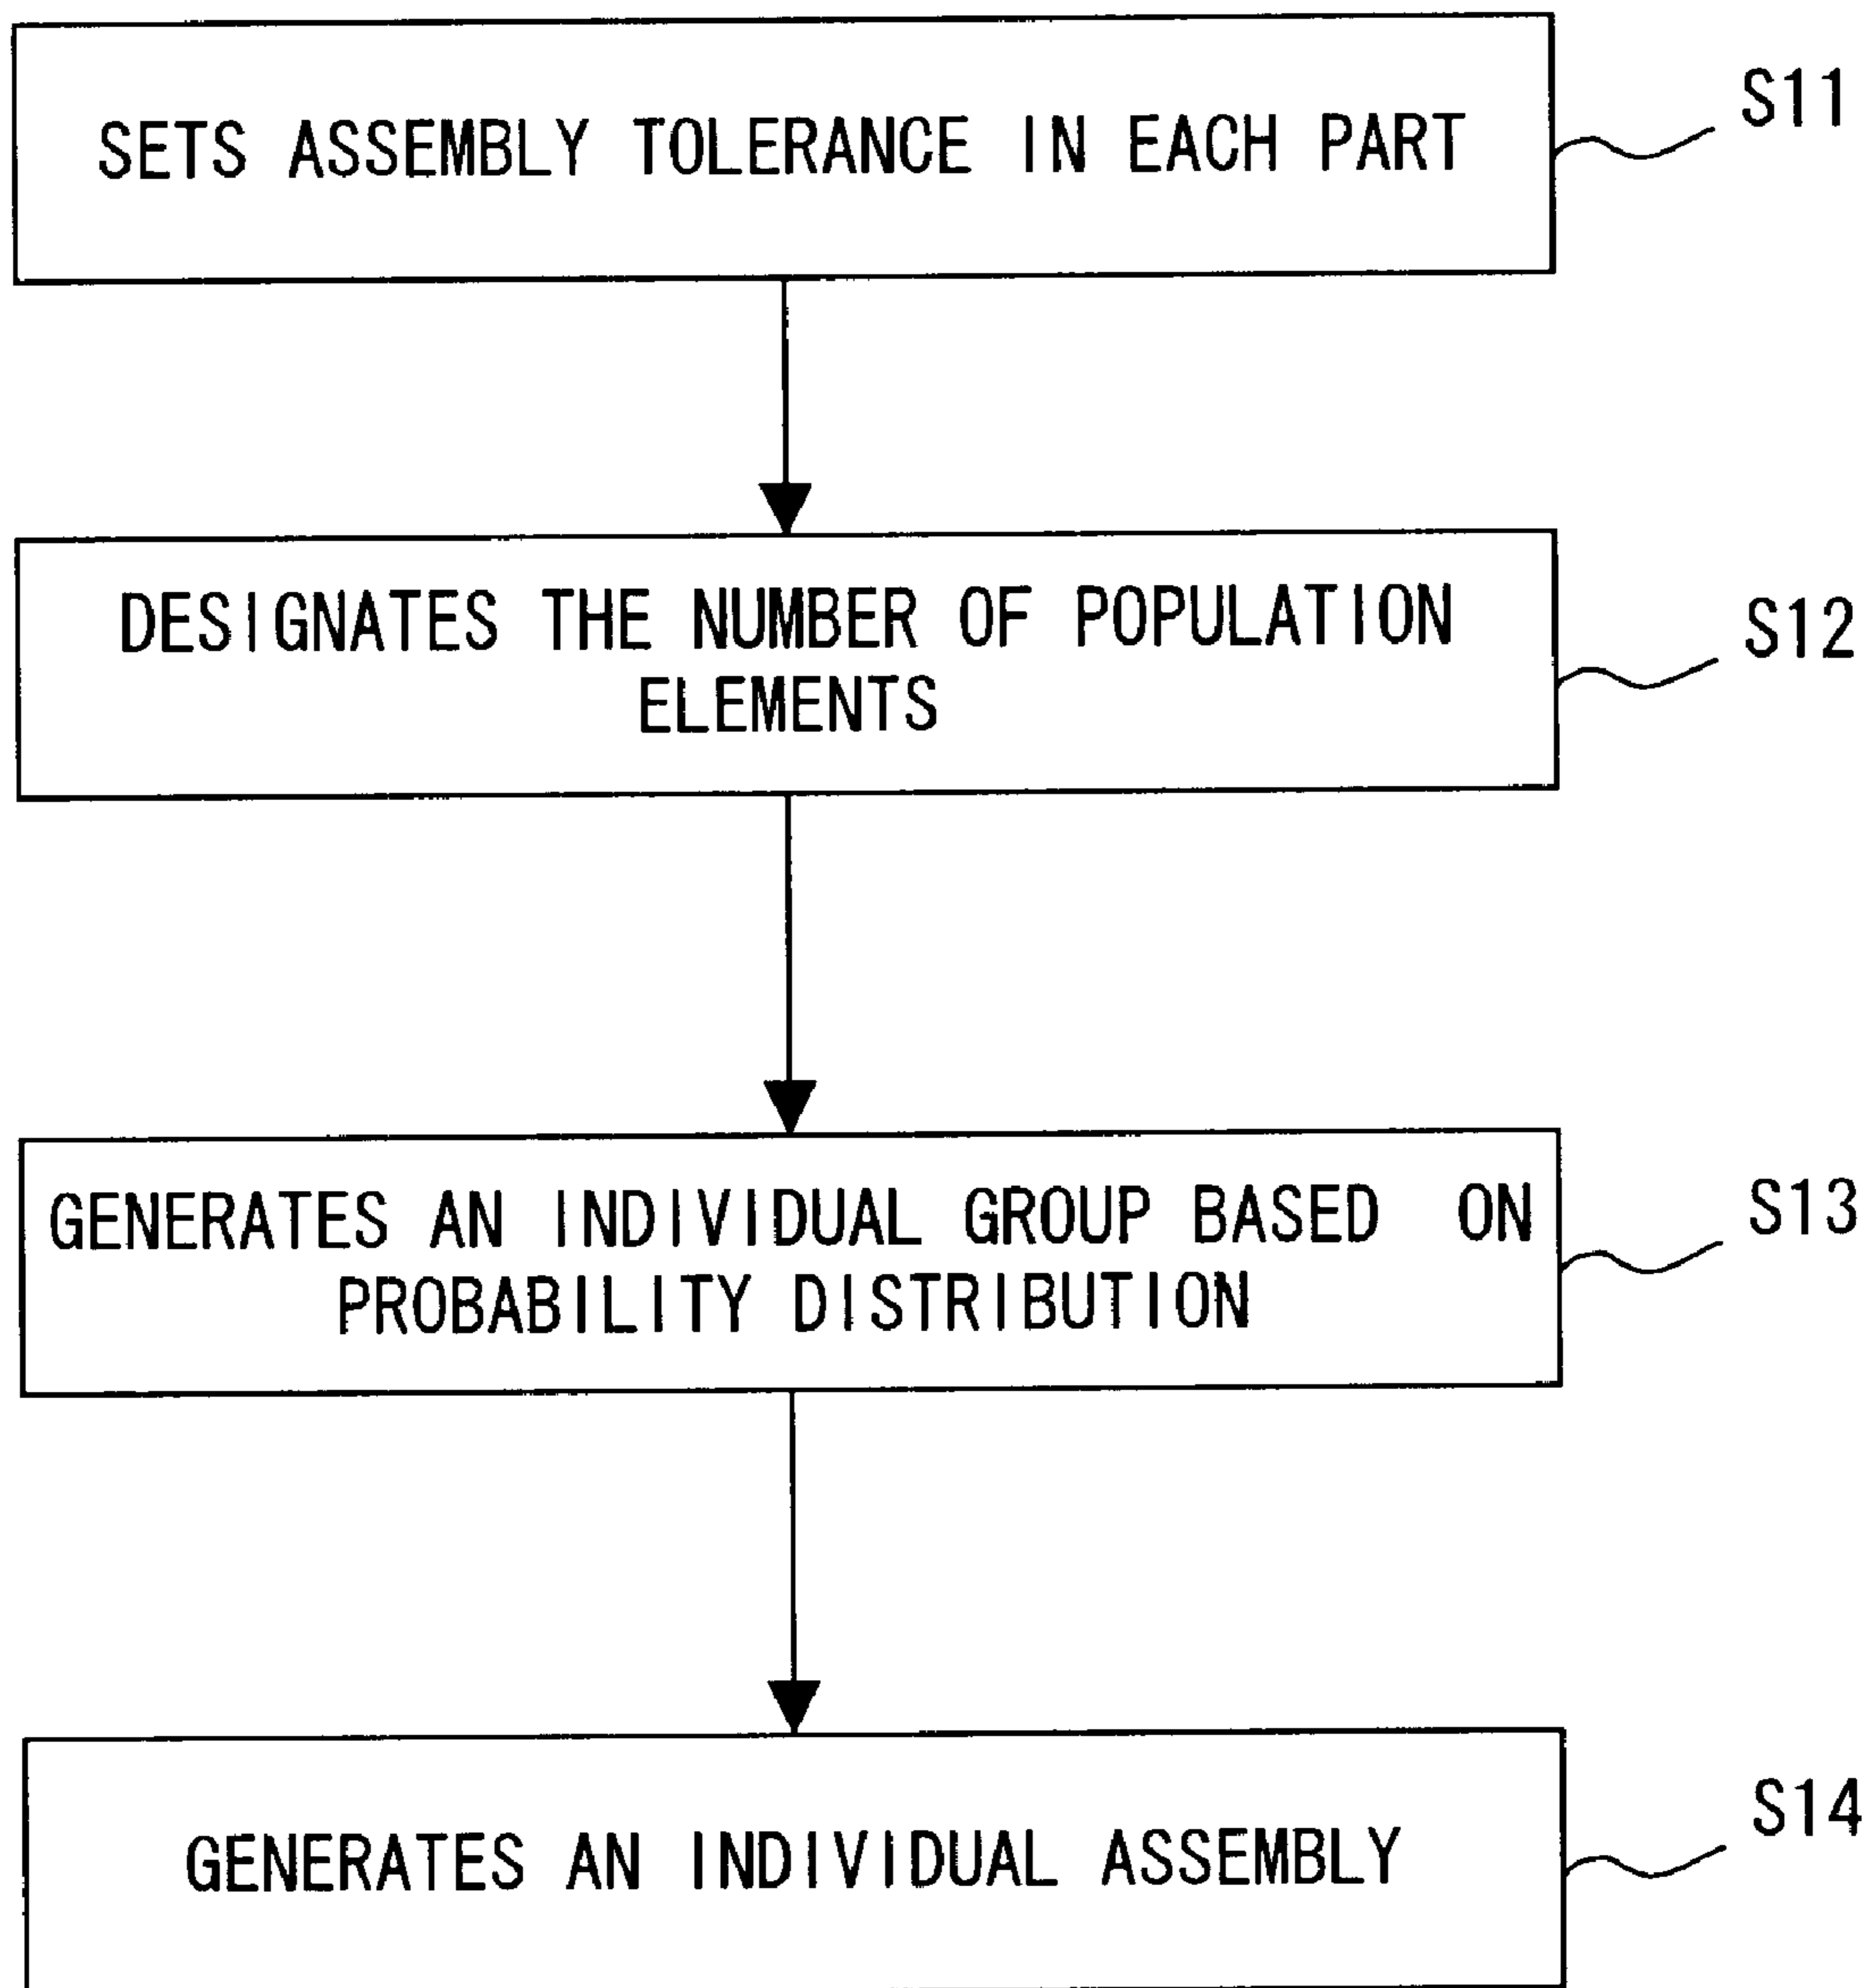 SETS ASSEMBLY TOLERANCE IN EACH PART
S11
DESIGNATES THE NUMBER OF POPULATION
ELEMENTS
S12
GENERATES AN INDIVIDUAL GROUP BASED ON
PROBABILITY DISTRIBUTION
S13
GENERATES AN INDIVIDUAL ASSEMBLY
S14